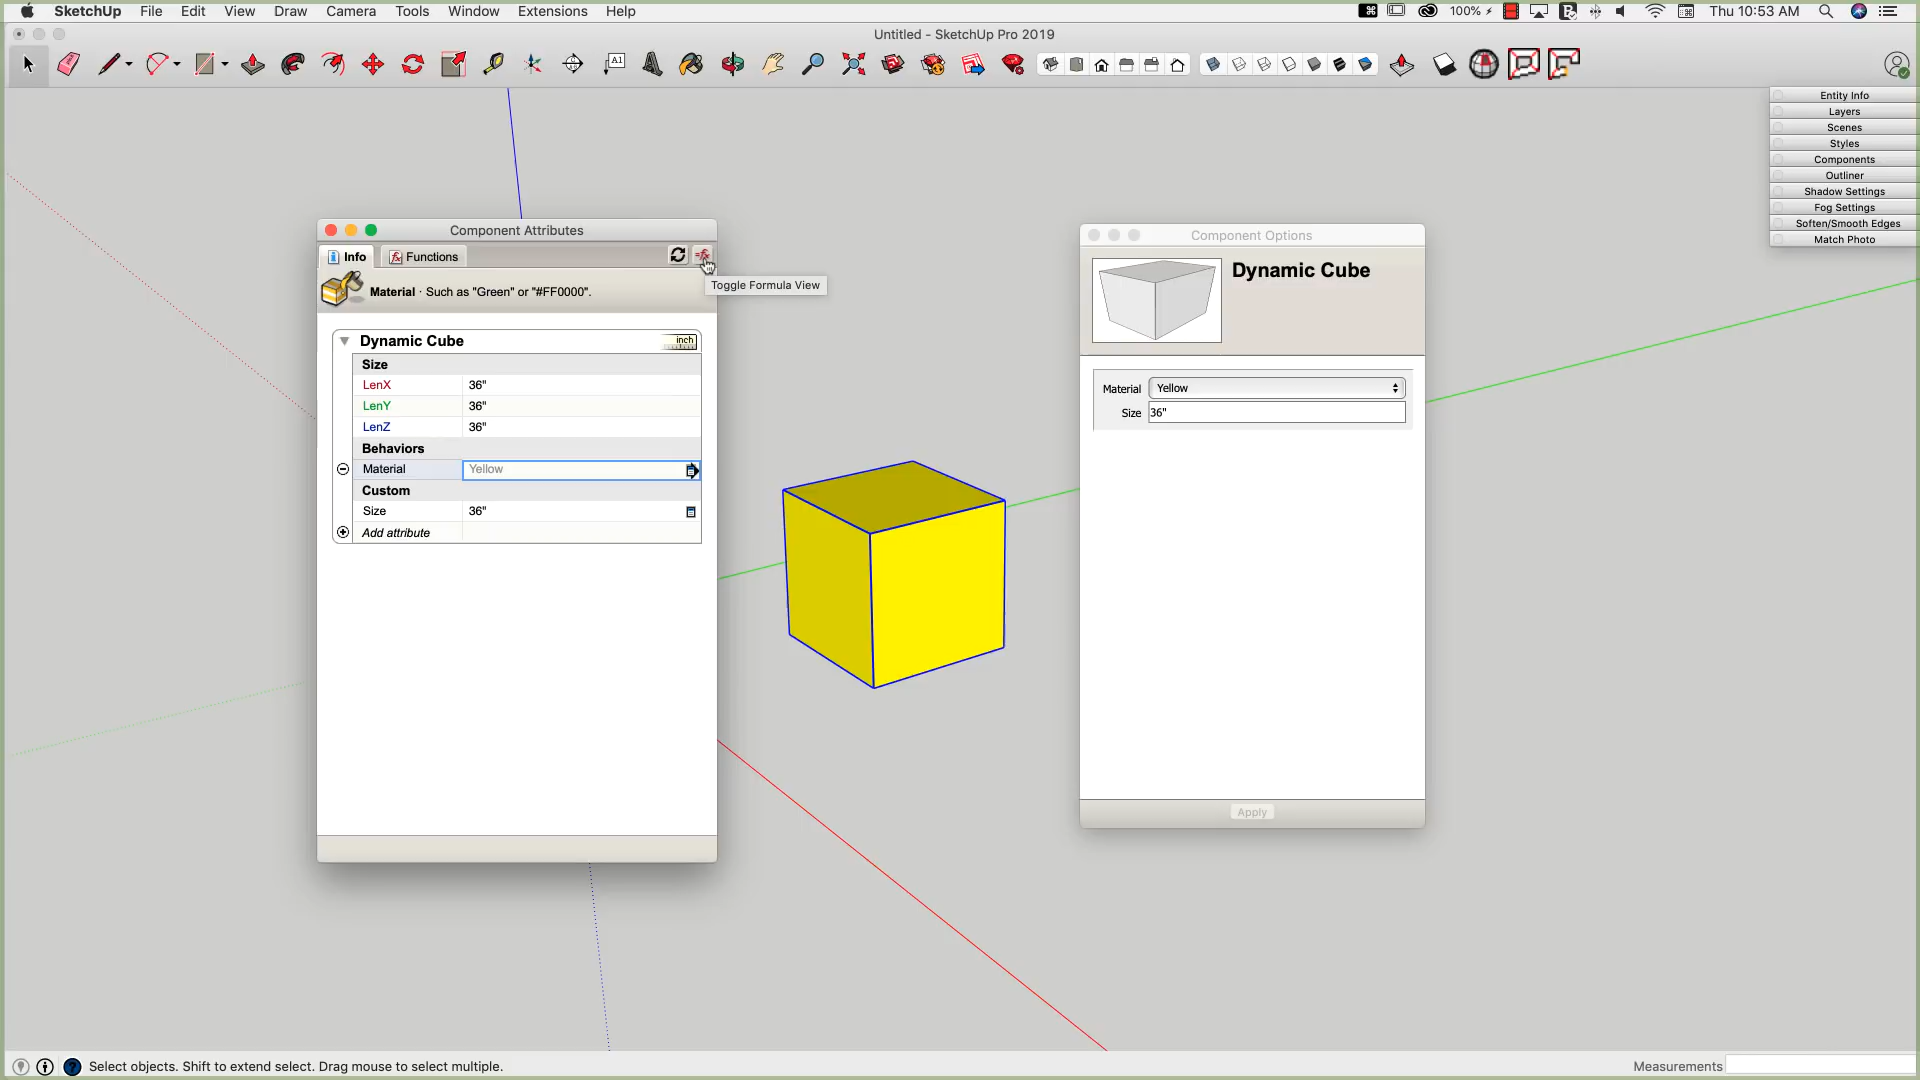 SketchUp File Edit View Draw Camera Tools Window Extensions Help
100% Thu 10:53 AM
Untitled - SketchUp Pro 2019
A1
Entity Info
Layers
Scenes
Styles
Components
Outliner
Shadow Settings
Fog Settings
Soften/Smooth Edges
Match Photo
Component Attributes
Info Functions
Material · Such as "Green" or "#FF0000".
Toggle Formula View
Dynamic Cube inch
Size
LenX 36"
LenY 36"
LenZ 36"
Behaviors
Material Yellow
Custom
Size 36"
Add attribute
Component Options
Dynamic Cube
Material Yellow
Size 36"
Apply
Select objects. Shift to extend select. Drag mouse to select multiple.
Measurements